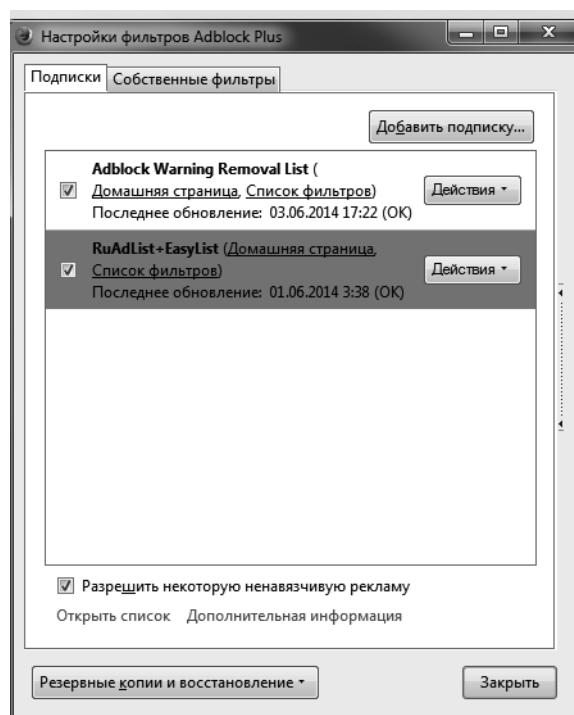 Настройки фильтров Adblock Plus
Подписки Собственные фильтры
Добавить подписку...
Adblock Warning Removal List (
Домашняя страница, Список фильтров)
Последнее обновление: 03.06.2014 17:22 (OK)
Действия
RuAdList+EasyList (Домашняя страница,
Список фильтров)
Последнее обновление: 01.06.2014 3:38 (OK)
Действия
Разрешить некоторую ненавязчивую рекламу
Открыть список Дополнительная информация
Резервные копии и восстановление
Закрыть